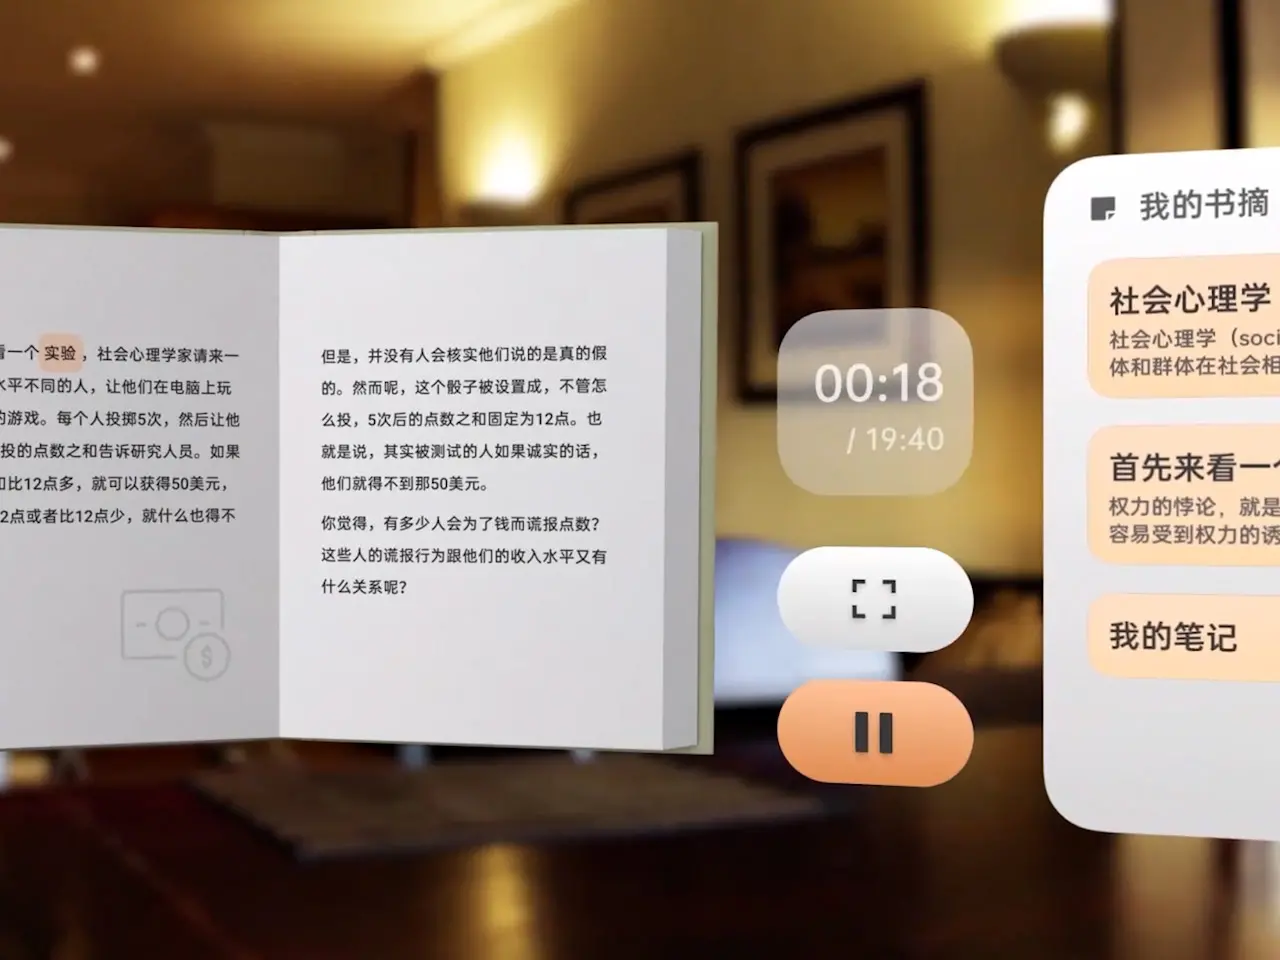 看一个实验，社会心理学家请来一
水平不同的人，让他们在电脑上玩
的游戏。每个人投掷5次，然后让他
投的点数之和告诉研究人员。如果
和比12点多，就可以获得50美元，
2点或者比12点少，就什么也得不
但是，并没有人会核实他们说的是真的假
的。然而呢，这个骰子被设置成，不管怎
么投，5次后的点数之和固定为12点。也
就是说，其实被测试的人如果诚实的话，
他们就得不到那50美元。
你觉得，有多少人会为了钱而谎报点数？
这些人的谎报行为跟他们的收入水平又有
什么关系呢？
00:18
/ 19:40
我的书摘
社会心理学
社会心理学（soci
体和群体在社会相
首先来看一个
权力的悖论，就是
容易受到权力的诱
我的笔记